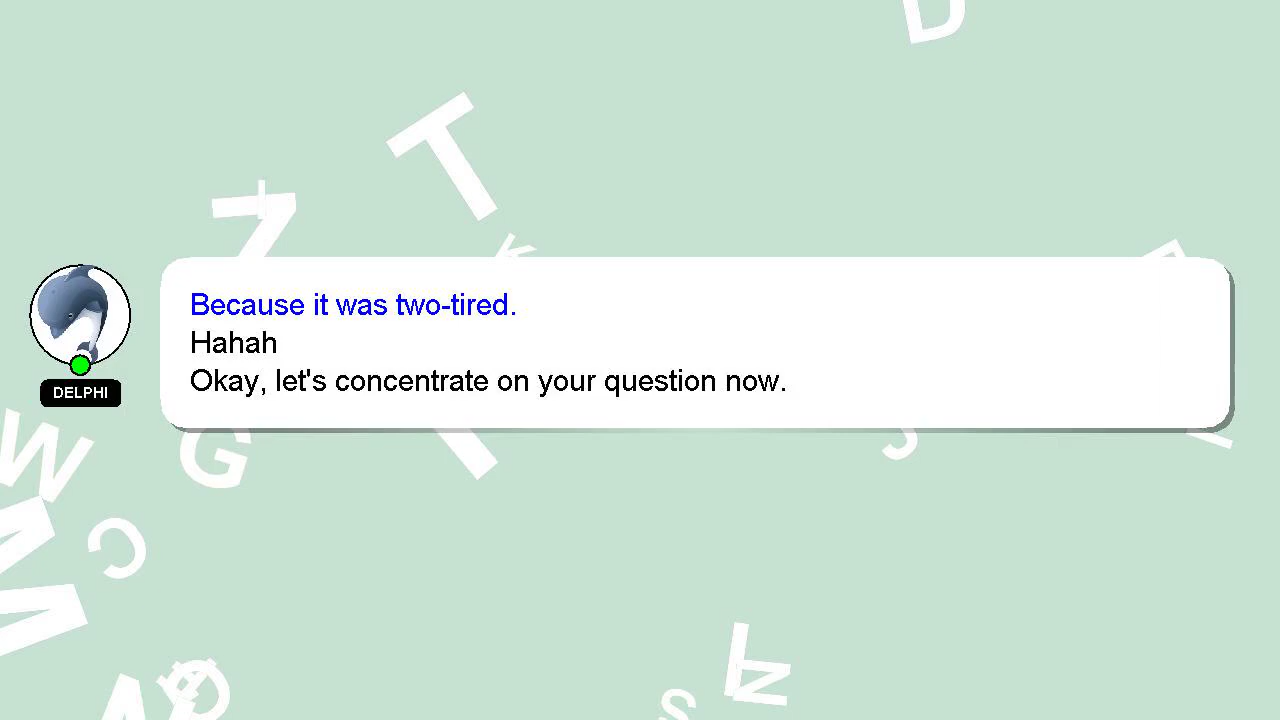 Because it was two-tired.
Hahah
Okay, let's concentrate on your question now.
DELPHI
D
T
N
K
W
G
C
S